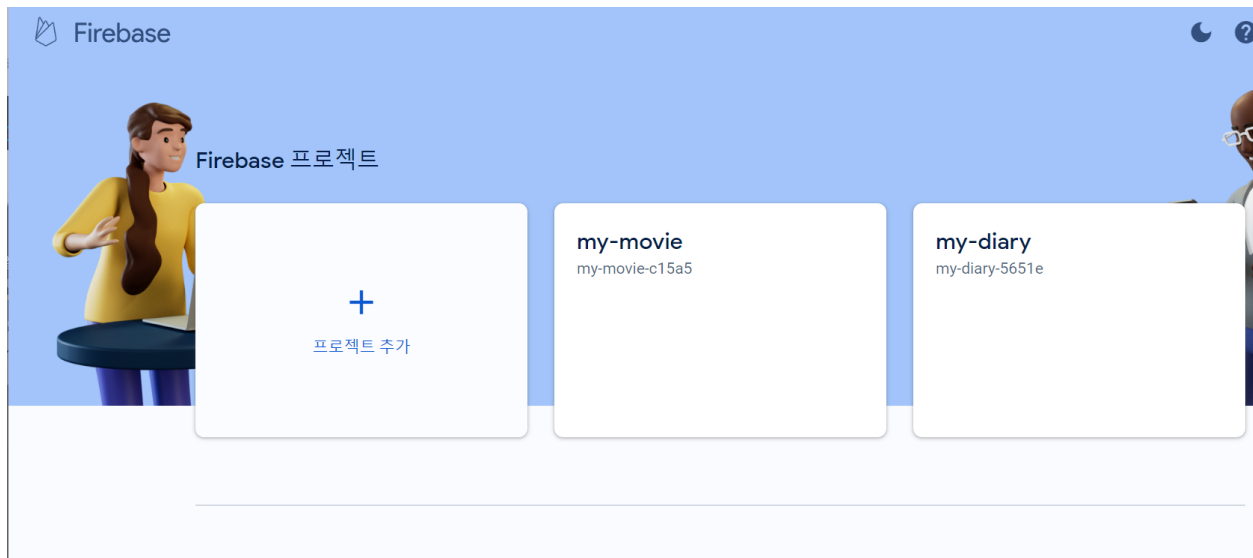 Firebase
Firebase 프로젝트
프로젝트 추가
my-movie
my-movie-c15a5
my-diary
my-diary-5651e